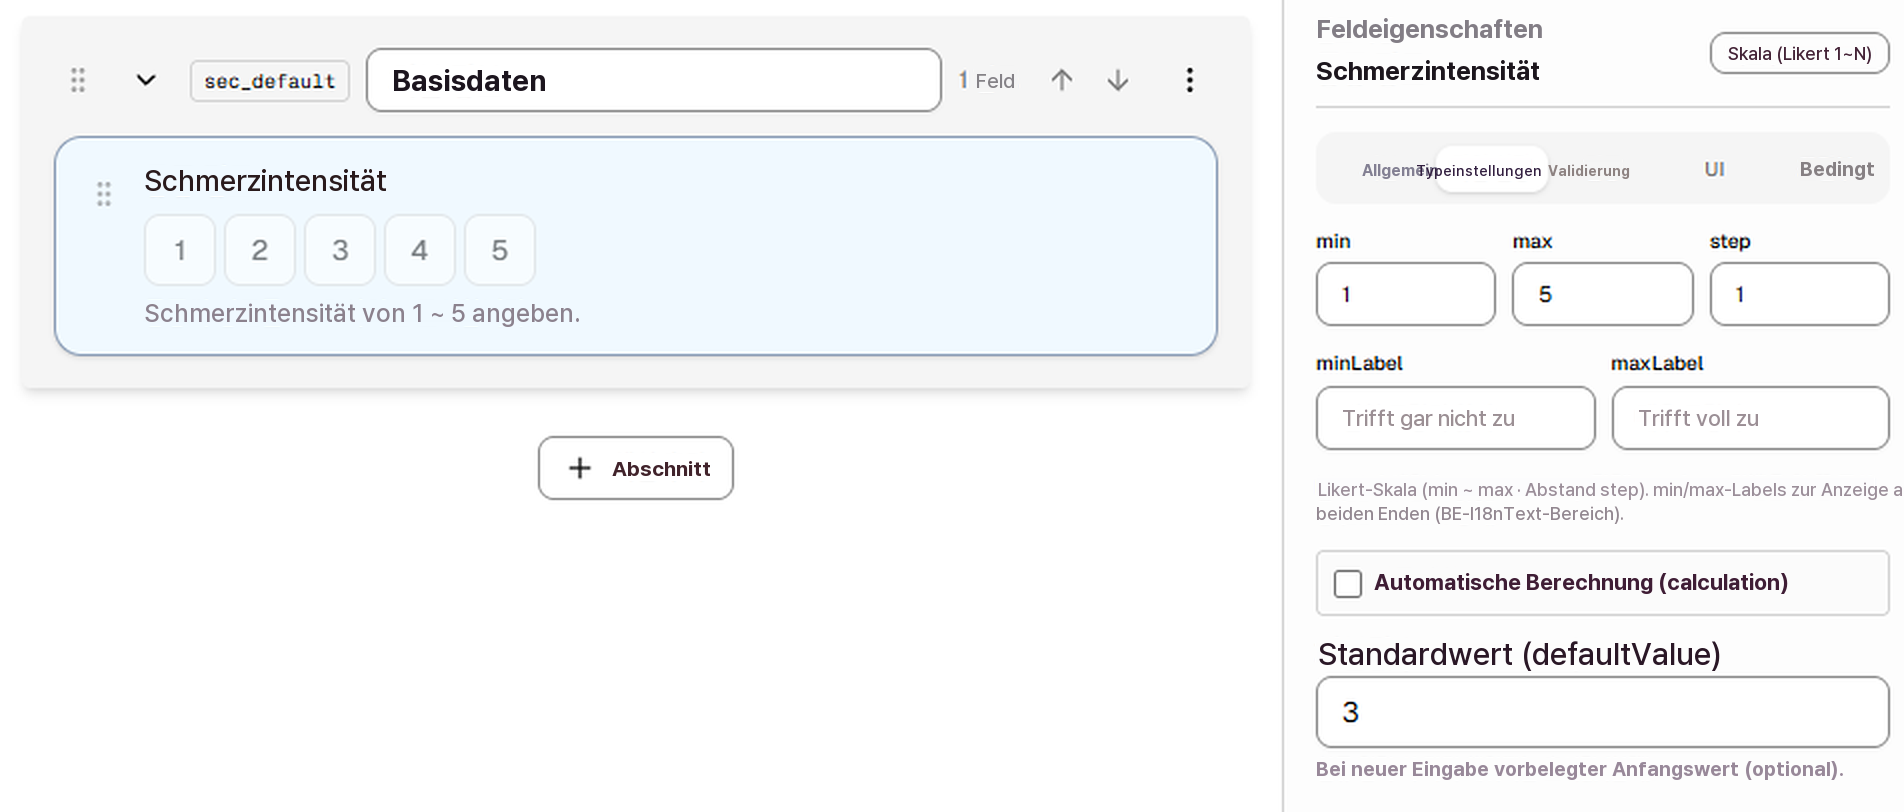 sec_default
Basisdaten
1 Feld
Schmerzintensität
1 2 3 4 5
Schmerzintensität von 1 ~ 5 angeben.
Abschnitt
Feldeigenschaften
Schmerzintensität
Skala (Likert 1~N)
Allgemein Typeinstellungen Validierung UI Bedingt
min max step
1 5 1
minLabel maxLabel
Trifft gar nicht zu Trifft voll zu
Likert-Skala (min ~ max · Abstand step). min/max-Labels zur Anzeige a
beiden Enden (BE-I18nText-Bereich).
Automatische Berechnung (calculation)
Standardwert (defaultValue)
3
Bei neuer Eingabe vorbelegter Anfangswert (optional).